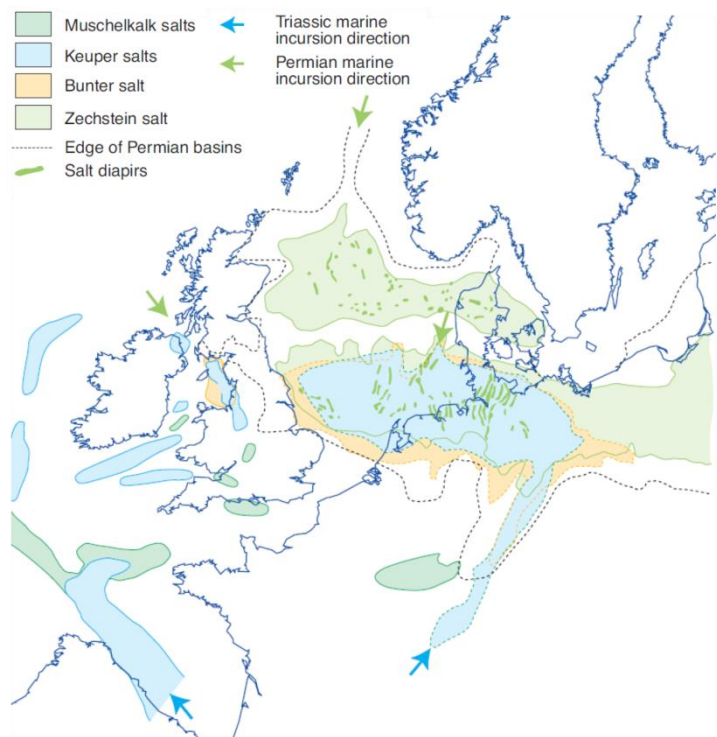 Muschelkalk salts
Keuper salts
Bunter salt
Zechstein salt
Edge of Permian basins
Salt diapirs
Triassic marine
incursion direction
Permian marine
incursion direction